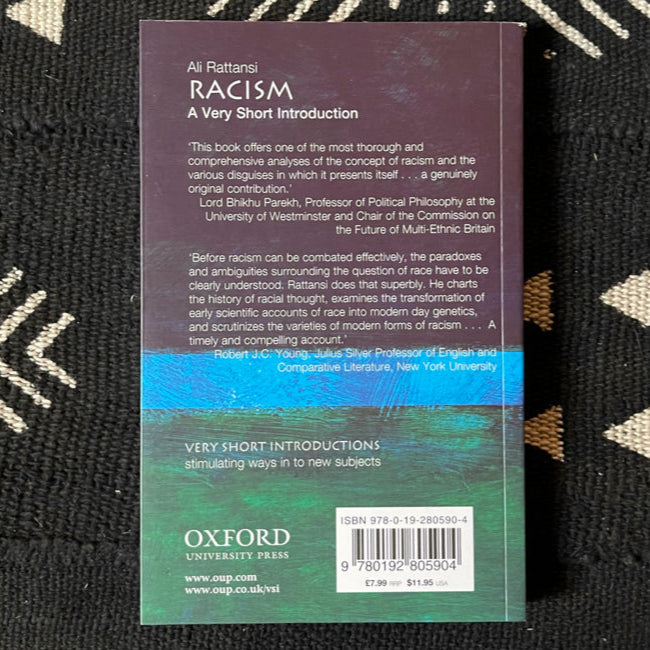 Ali Rattansi
RACISM
A Very Short Introduction
‘This book offers one of the most thorough and
comprehensive analyses of the concept of racism and the
various disguises in which it presents itself . . . a genuinely
original contribution.’
Lord Bhikhu Parekh, Professor of Political Philosophy at the
University of Westminster and Chair of the Commission on
the Future of Multi-Ethnic Britain
‘Before racism can be combated effectively, the paradoxes
and ambiguities surrounding the question of race have to be
clearly understood. Rattansi does that superbly. He charts
the history of racial thought, examines the transformation of
early scientific accounts of race into modern day genetics,
and scrutinizes the varieties of modern forms of racism . . . A
timely and compelling account.’
Robert J.C. Young, Julius Silver Professor of English and
Comparative Literature, New York University
VERY SHORT INTRODUCTIONS
stimulating ways in to new subjects
OXFORD
UNIVERSITY PRESS
www.oup.com
www.oup.co.uk/vsi
ISBN 978-0-19-280590-4
9 780192 805904
£7.99 RRP $11.95 USA